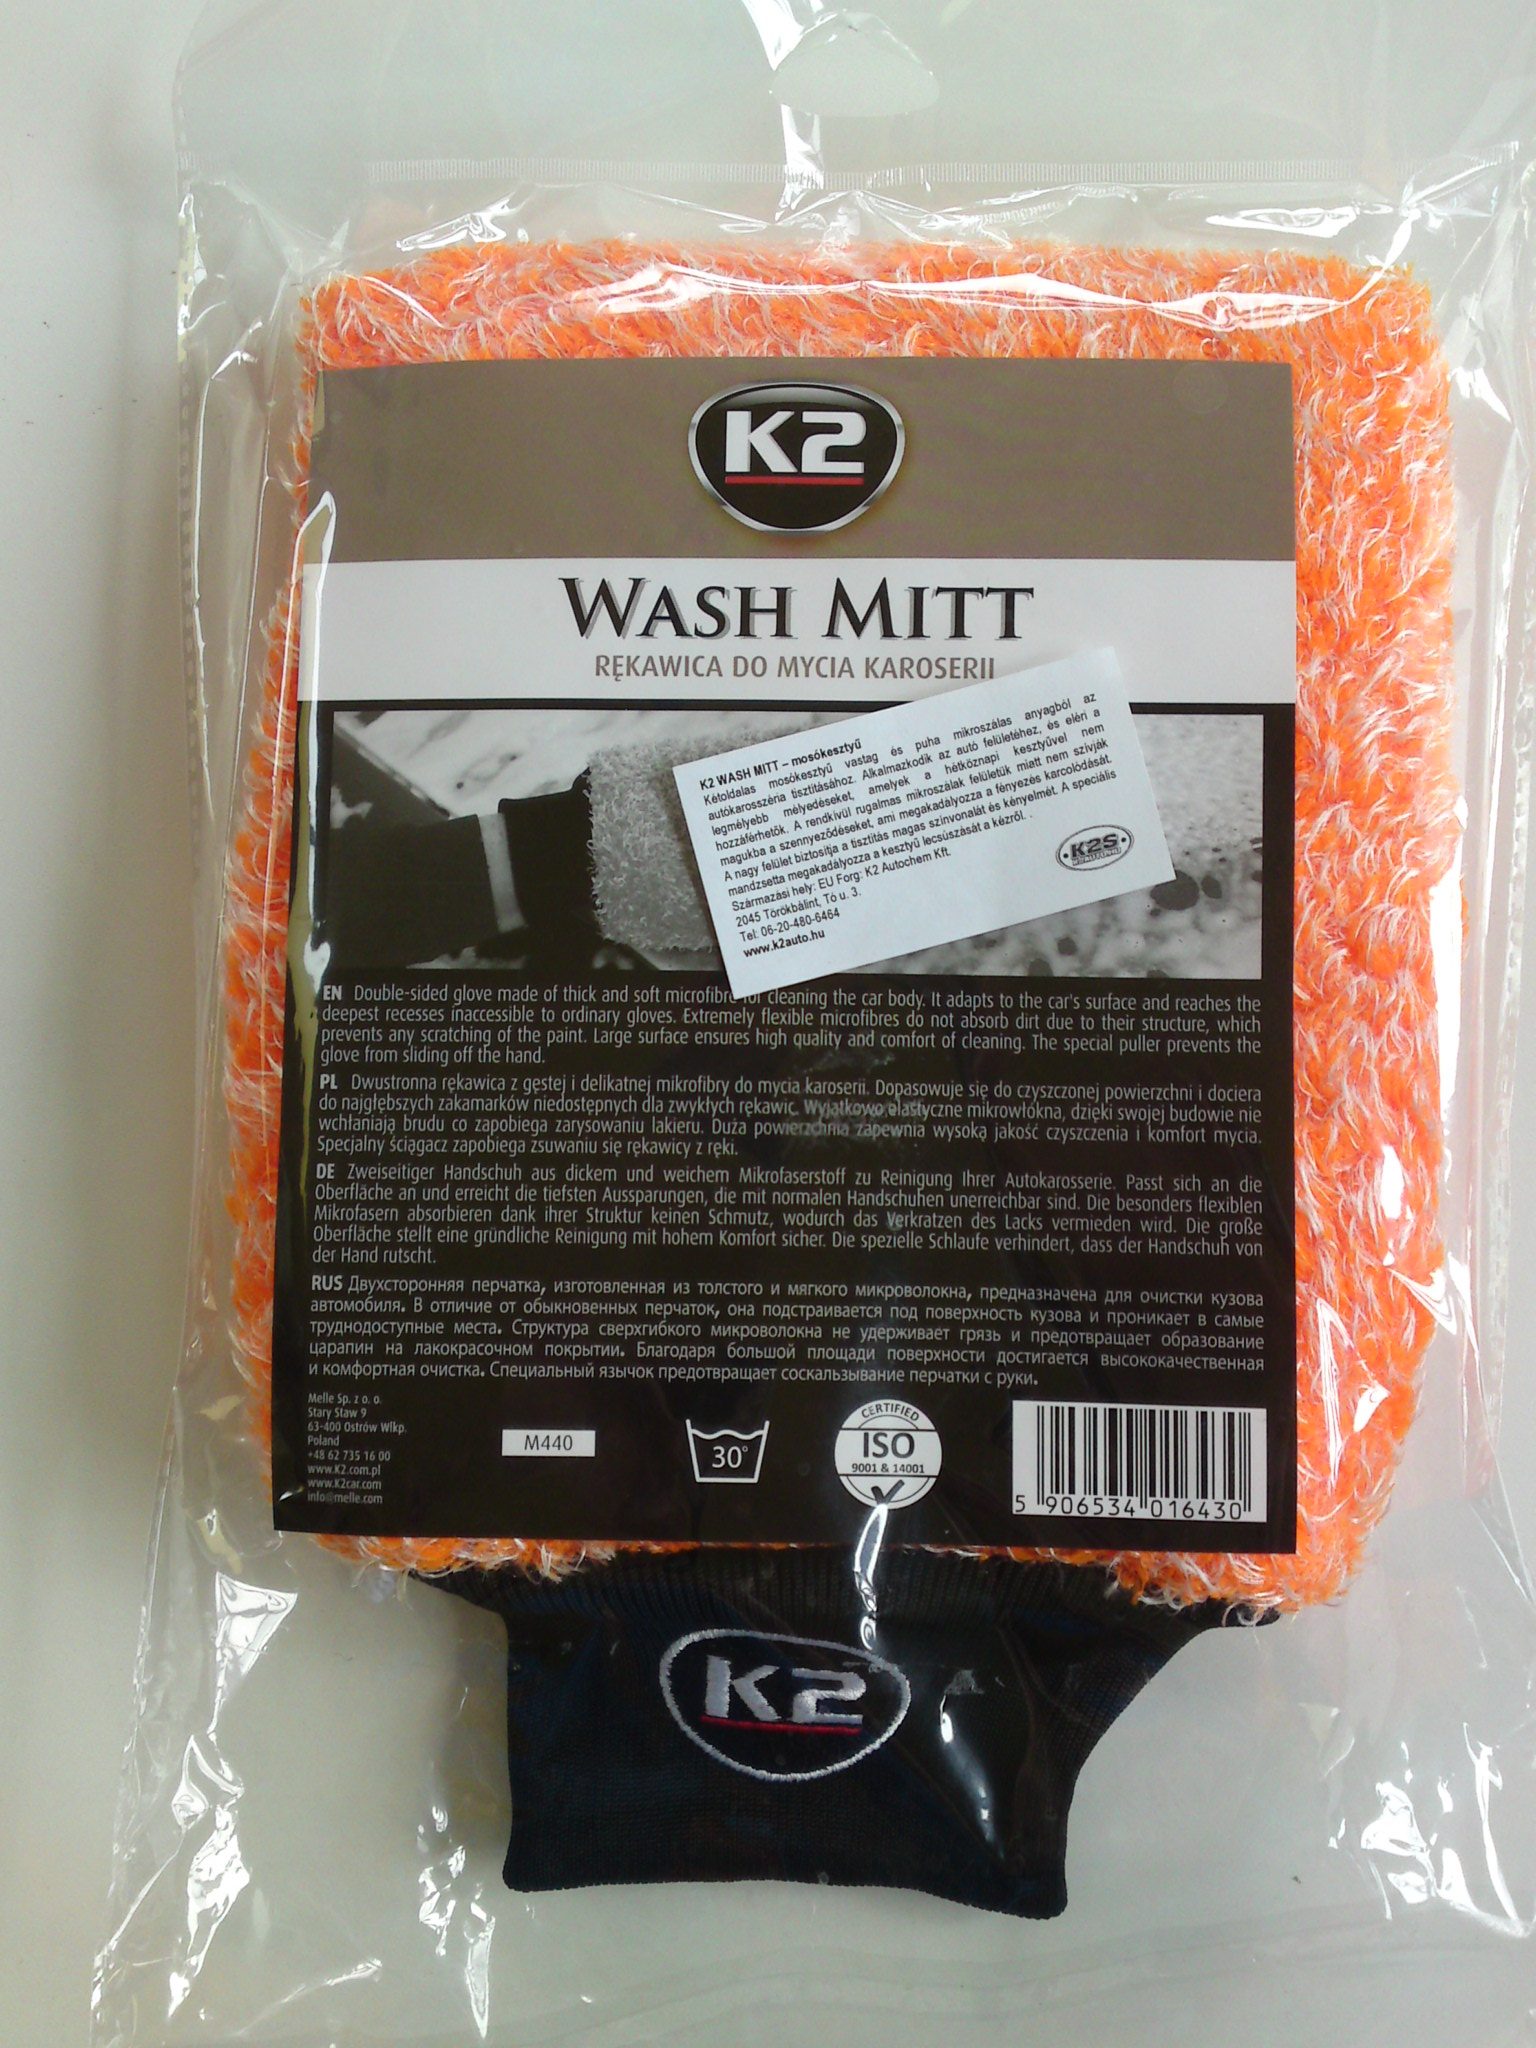 K2
WASH MITT
RĘKAWICA DO MYCIA KAROSERII
K2 WASH MITT – mosókesztyű
Kétoldalas mosókesztyű vastag és puha mikroszálas anyagból az
autókarosszéria tisztításához. Alkalmazkodik az autó felületéhez, és eléri a
legmélyebb mélyedéseket, amelyek a hétköznapi kesztyűvel nem
hozzáférhetők. A rendkívül rugalmas mikroszálak felületük miatt nem szívják
magukba a szennyeződéseket, ami megakadályozza a fényezés karcolódását.
A nagy felület biztosítja a tisztítás magas színvonalát és kényelmét. A speciális
mandzsetta megakadályozza a kesztyű lecsúszását a kézről. .
Származási hely: EU Forg: K2 Autochem Kft.
2045 Törökbálint, Tó u. 3.
Tel: 06-20-480-6464
www.k2auto.hu
K2S
EN Double-sided glove made of thick and soft microfibre for cleaning the car body. It adapts to the car's surface and reaches the
deepest recesses inaccessible to ordinary gloves. Extremely flexible microfibres do not absorb dirt due to their structure, which
prevents any scratching of the paint. Large surface ensures high quality and comfort of cleaning. The special puller prevents the
glove from sliding off the hand.
PL Dwustronna rękawica z gęstej i delikatnej mikrofibry do mycia karoserii. Dopasowuje się do czyszczonej powierzchni i dociera
do najgłębszych zakamarków niedostępnych dla zwykłych rękawic. Wyjątkowo elastyczne mikrowłókna, dzięki swojej budowie nie
wchłaniają brudu co zapobiega zarysowaniu lakieru. Duża powierzchnia zapewnia wysoką jakość czyszczenia i komfort mycia.
Specjalny ściągacz zapobiega zsuwaniu się rękawicy z ręki.
DE Zweiseitiger Handschuh aus dickem und weichem Mikrofaserstoff zu Reinigung Ihrer Autokarosserie. Passt sich an die
Oberfläche an und erreicht die tiefsten Aussparungen, die mit normalen Handschuhen unerreichbar sind. Die besonders flexiblen
Mikrofasern absorbieren dank ihrer Struktur keinen Schmutz, wodurch das Verkratzen des Lacks vermieden wird. Die große
Oberfläche stellt eine gründliche Reinigung mit hohem Komfort sicher. Die spezielle Schlaufe verhindert, dass der Handschuh von
der Hand rutscht.
RUS Двухсторонняя перчатка, изготовленная из толстого и мягкого микроволокна, предназначена для очистки кузова
автомобиля. В отличие от обыкновенных перчаток, она подстраивается под поверхность кузова и проникает в самые
труднодоступные места. Структура сверхгибкого микроволокна не удерживает грязь и предотвращает образование
царапин на лакокрасочном покрытии. Благодаря большой площади поверхности достигается высококачественная
и комфортная очистка. Специальный язычок предотвращает соскальзывание перчатки с руки.
Melle Sp. z o. o.
Stary Staw 9
63-400 Ostrów Wlkp.
Poland
+48 62 735 16 00
www.K2.com.pl
www.K2car.com
info@melle.com
M440
30°
CERTIFIED
ISO
9001 & 14001
5 906534 016430
K2